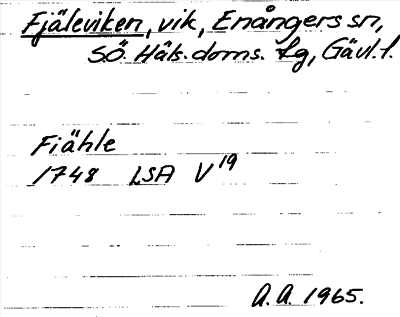 Fjäleviken, vik, Enångers sn,
SÖ. Häls. doms. lg, Gävl. l.
Fiähle
1748 LSA V19
A. A. 1965.